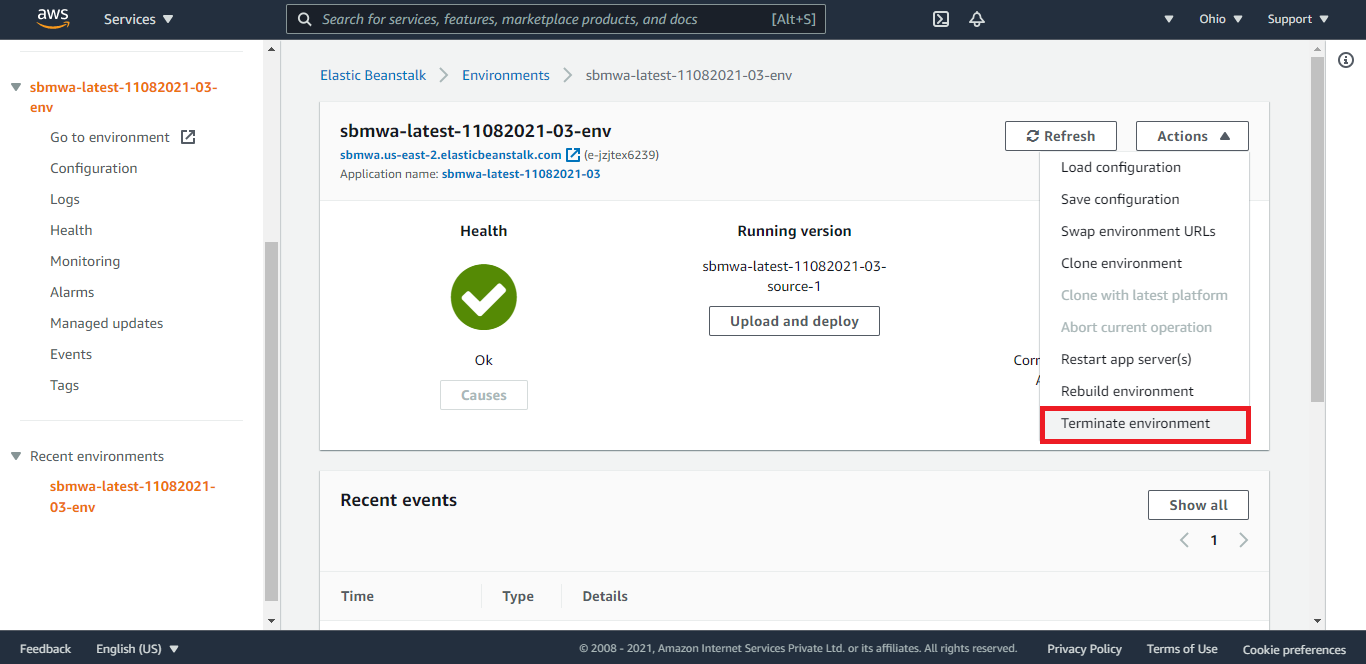 aws
Services
Search for services, features, marketplace products, and docs
[Alt+S]
Ohio
Support
sbmwa-latest-11082021-03-
env
Go to environment
Configuration
Logs
Health
Monitoring
Alarms
Managed updates
Events
Tags
Recent environments
sbmwa-latest-11082021-
03-env
Elastic Beanstalk
Environments
sbmwa-latest-11082021-03-env
sbmwa-latest-11082021-03-env
sbmwa.us-east-2.elasticbeanstalk.com (e-jzjtex6239)
Application name: sbmwa-latest-11082021-03
Refresh
Actions
Load configuration
Save configuration
Swap environment URLs
Clone environment
Clone with latest platform
Abort current operation
Restart app server(s)
Rebuild environment
Terminate environment
Health
Ok
Causes
Running version
sbmwa-latest-11082021-03-
source-1
Upload and deploy
Corr
Recent events
Show all
1
Time
Type
Details
Feedback
English (US)
© 2008 - 2021, Amazon Internet Services Private Ltd. or its affiliates. All rights reserved.
Privacy Policy
Terms of Use
Cookie preferences